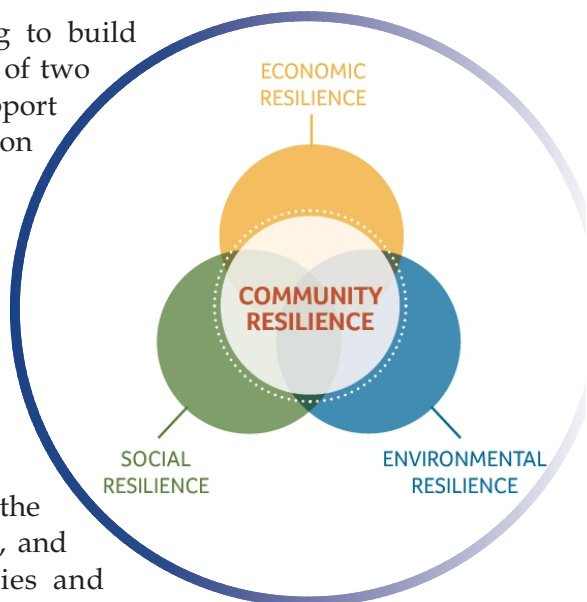 g to build
of two
pport
on
ECONOMIC
RESILIENCE
COMMUNITY
RESILIENCE
SOCIAL
RESILIENCE
ENVIRONMENTAL
RESILIENCE
the
, and
ies and